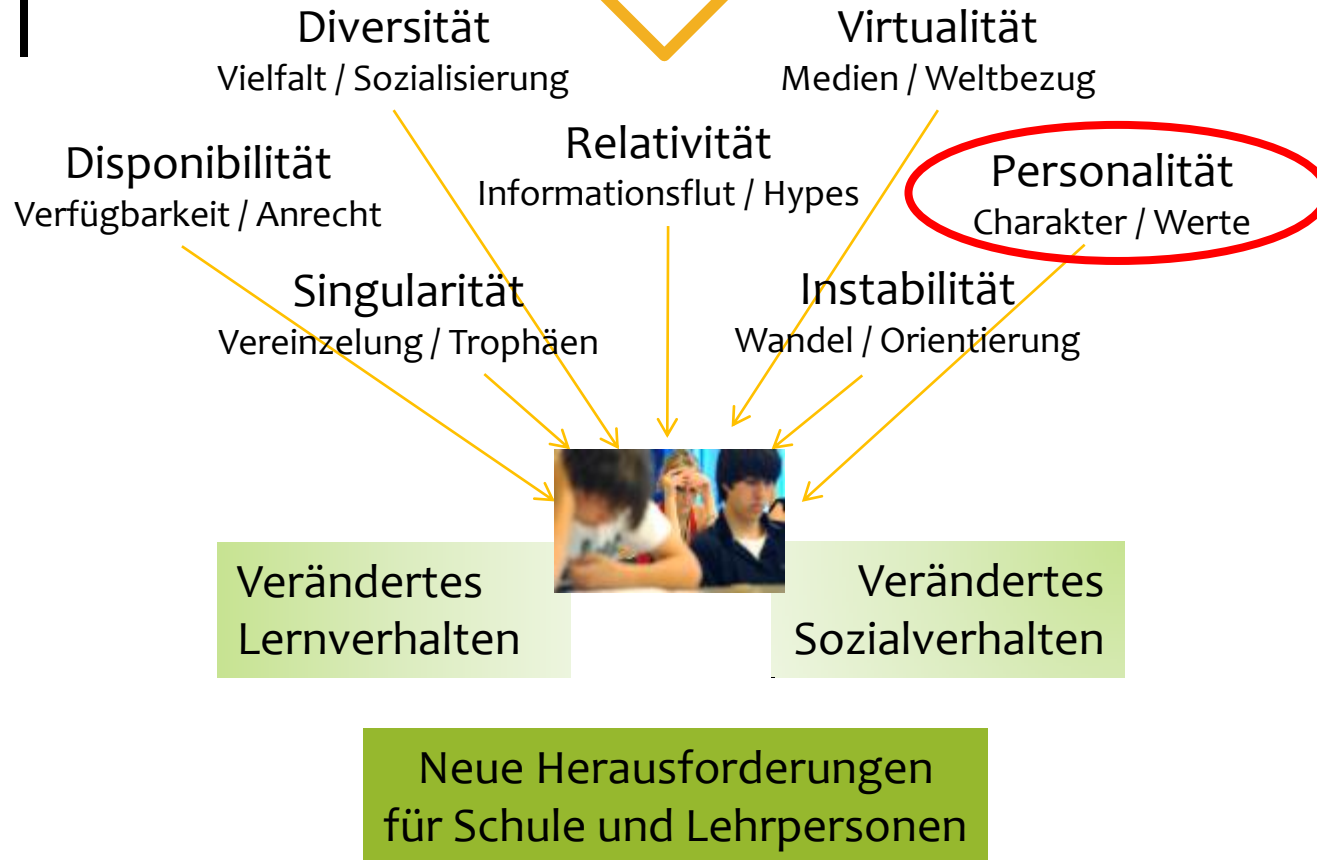 Diversität
Vielfalt / Sozialisierung
Virtualität
Medien / Weltbezug
Disponibilität
Verfügbarkeit / Anrecht
Relativität
Informationsflut / Hypes
Personalität
Charakter / Werte
Singularität
Vereinzelung / Trophäen
Instabilität
Wandel / Orientierung
Verändertes
Lernverhalten
Verändertes
Sozialverhalten
Neue Herausforderungen
für Schule und Lehrpersonen